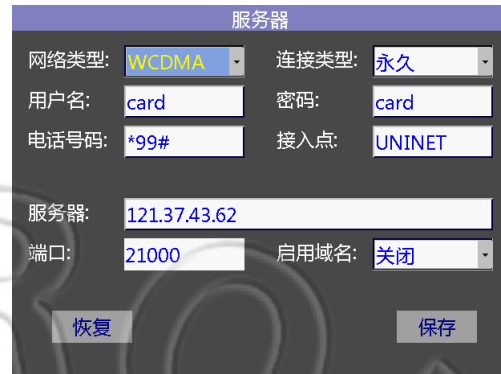 服务器
网络类型: WCDMA 连接类型: 永久
用户名: card 密码: card
电话号码: *99# 接入点: UNINET
服务器: 121.37.43.62
端口: 21000 启用域名: 关闭
恢复 保存